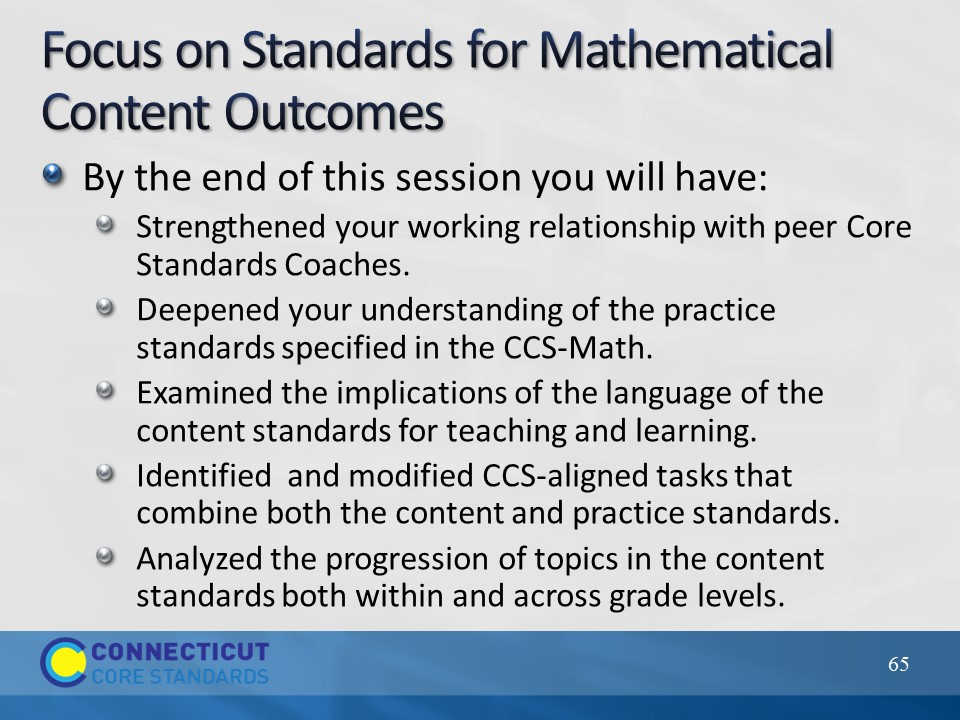 Focus on Standards for Mathematical
Content Outcomes
By the end of this session you will have:
Strengthened your working relationship with peer Core
Standards Coaches.
Deepened your understanding of the practice
standards specified in the CCS-Math.
Examined the implications of the language of the
content standards for teaching and learning.
Identified  and modified CCS-aligned tasks that
combine both the content and practice standards.
Analyzed the progression of topics in the content
standards both within and across grade levels.
CONNECTICUT
CORE STANDARDS
65